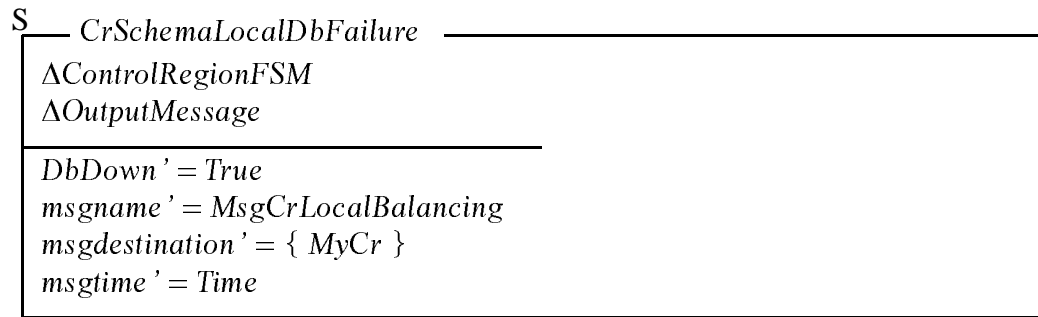 S
CrSchemaLocalDbFailure
ΔControlRegionFSM
ΔOutputMessage
DbDown ' = True
msgname ' = MsgCrLocalBalancing
msgdestination ' = { MyCr }
msgtime ' = Time